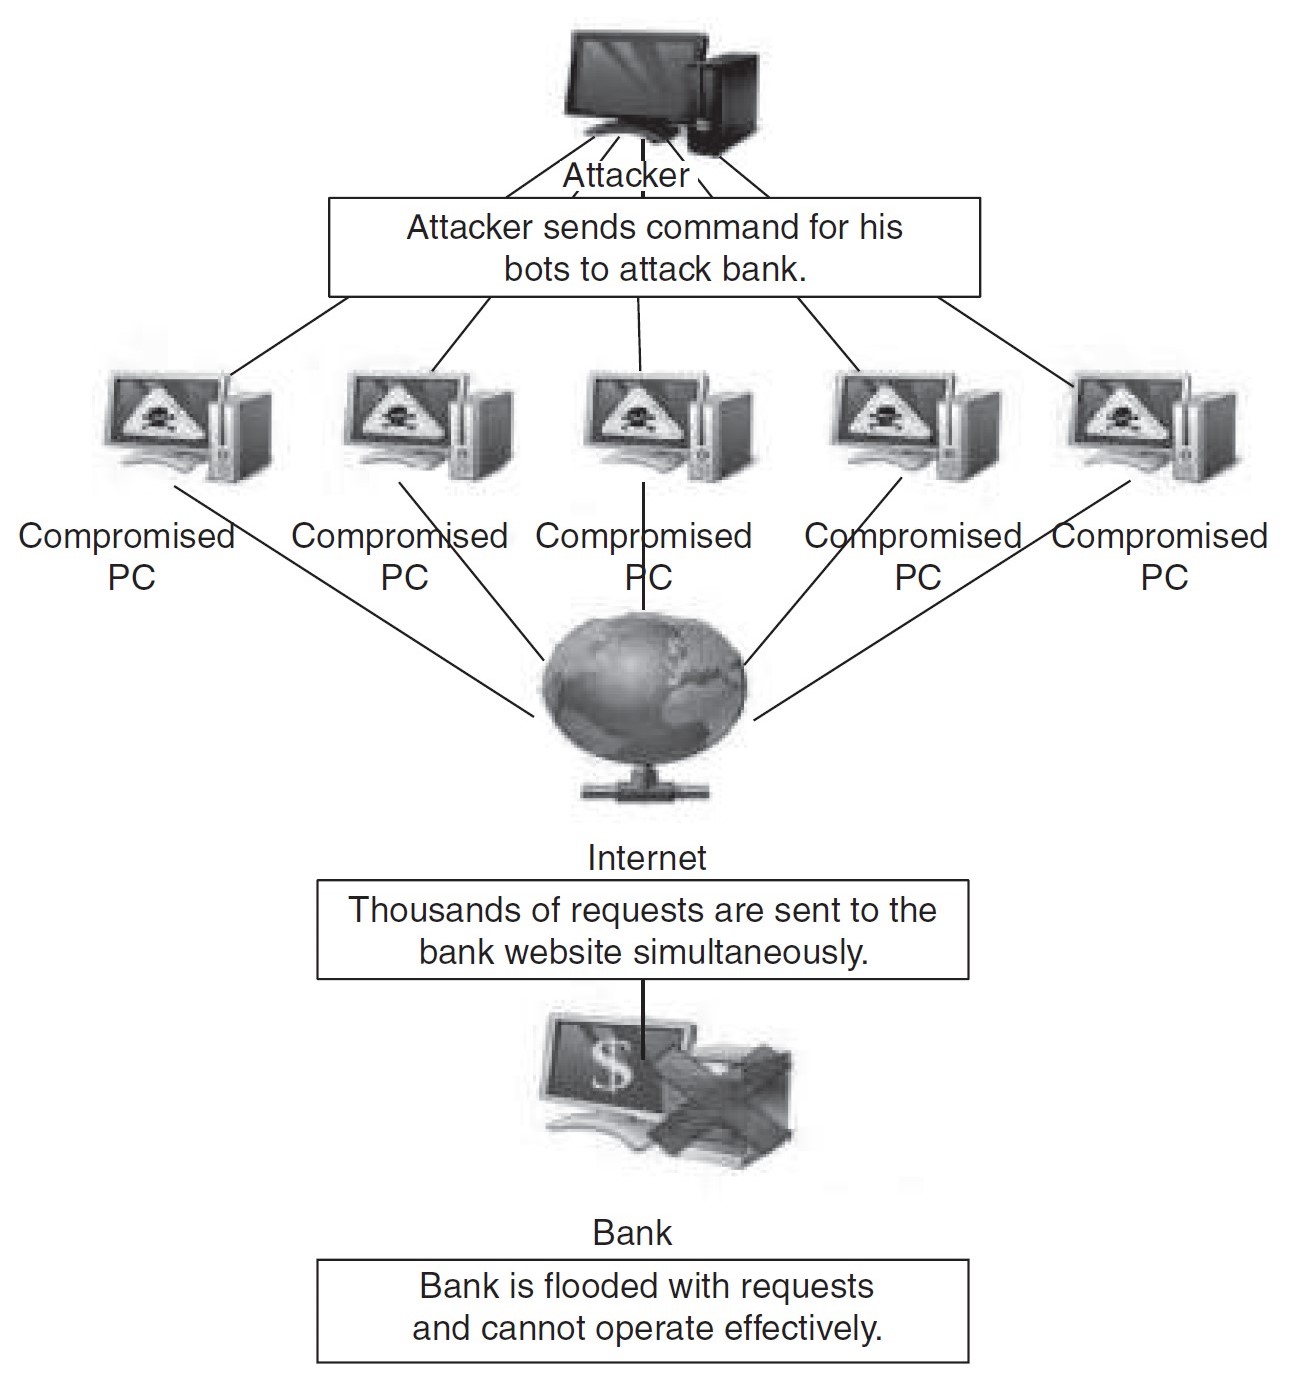 Attacker
Attacker sends command for his
bots to attack bank.
Compromised
PC
Compromised
PC
Compromised
PC
Compromised
PC
Compromised
PC
Internet
Thousands of requests are sent to the
bank website simultaneously.
$
Bank
Bank is flooded with requests
and cannot operate effectively.